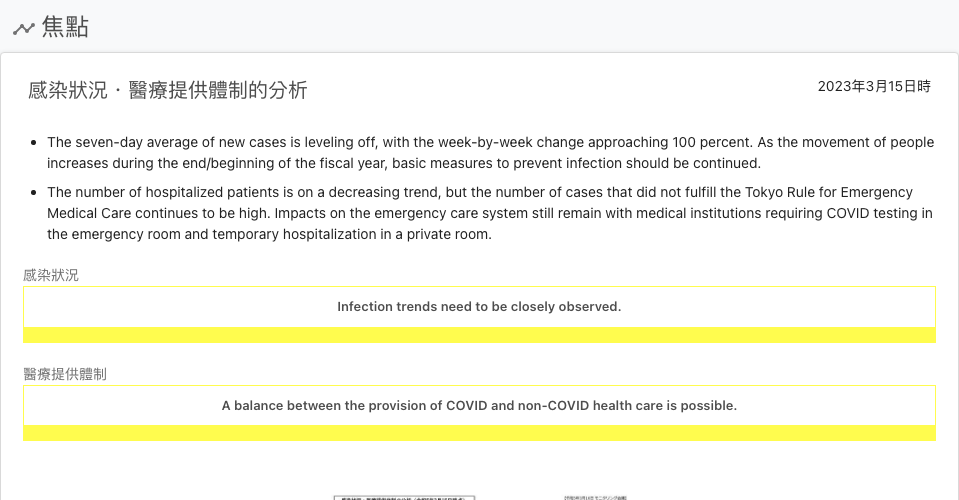 焦點
感染狀況・醫療提供體制的分析
2023年3月15日時
The seven-day average of new cases is leveling off, with the week-by-week change approaching 100 percent. As the movement of people
increases during the end/beginning of the fiscal year, basic measures to prevent infection should be continued.
The number of hospitalized patients is on a decreasing trend, but the number of cases that did not fulfill the Tokyo Rule for Emergency
Medical Care continues to be high. Impacts on the emergency care system still remain with medical institutions requiring COVID testing in
the emergency room and temporary hospitalization in a private room.
感染狀況
Infection trends need to be closely observed.
醫療提供體制
A balance between the provision of COVID and non-COVID health care is possible.